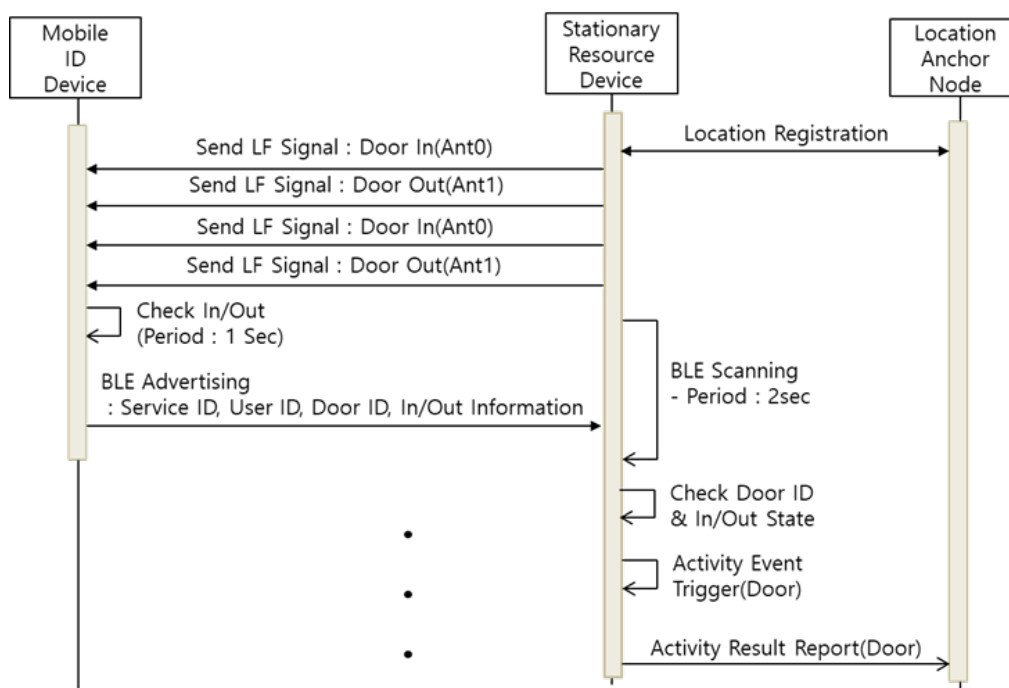 Mobile
ID
Device
Stationary
Resource
Device
Location
Anchor
Node
Location Registration
Send LF Signal : Door In(Ant0)
Send LF Signal : Door Out(Ant1)
Send LF Signal : Door In(Ant0)
Send LF Signal : Door Out(Ant1)
Check In/Out
(Period : 1 Sec)
BLE Advertising
: Service ID, User ID, Door ID, In/Out Information
BLE Scanning
- Period : 2sec
Check Door ID
& In/Out State
Activity Event
Trigger(Door)
Activity Result Report(Door)